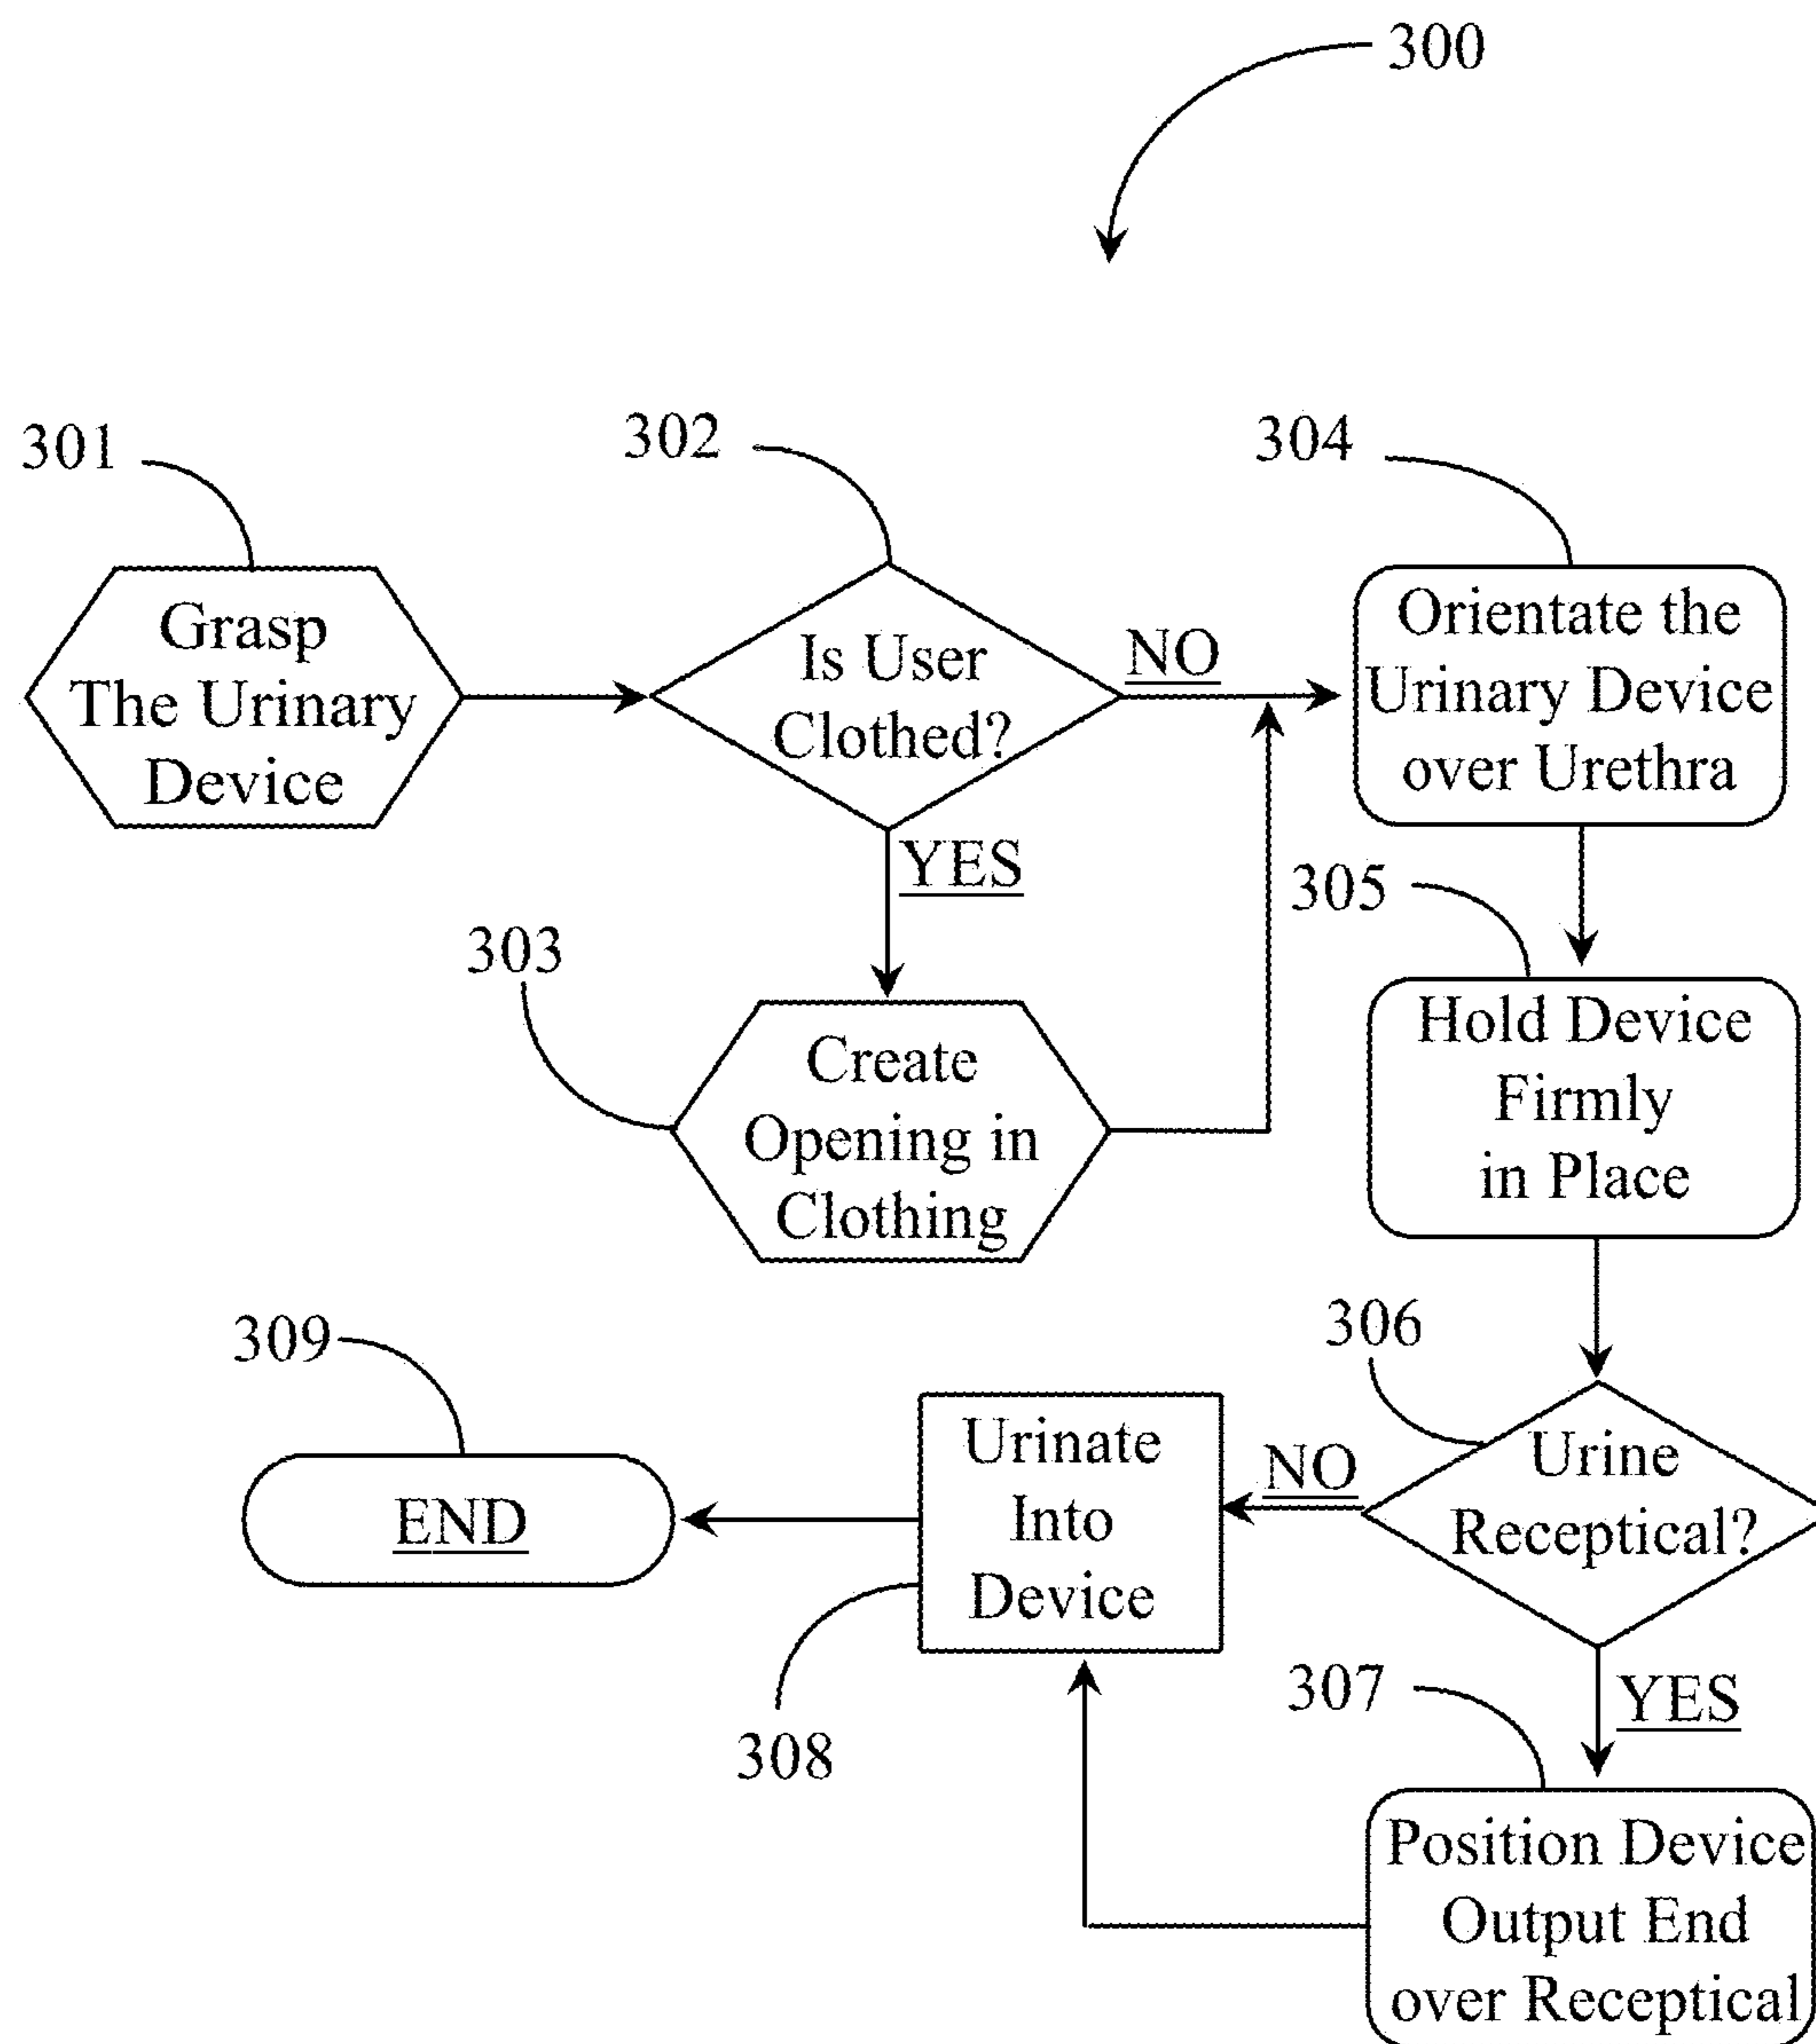 300
301
Grasp
The Urinary
Device
302
Is User
Clothed?
NO
YES
303
Create
Opening in
Clothing
304
Orientate the
Urinary Device
over Urethra
305
Hold Device
Firmly
in Place
306
Urine
Receptical?
NO
YES
307
Position Device
Output End
over Receptical
308
Urinate
Into
Device
309
END